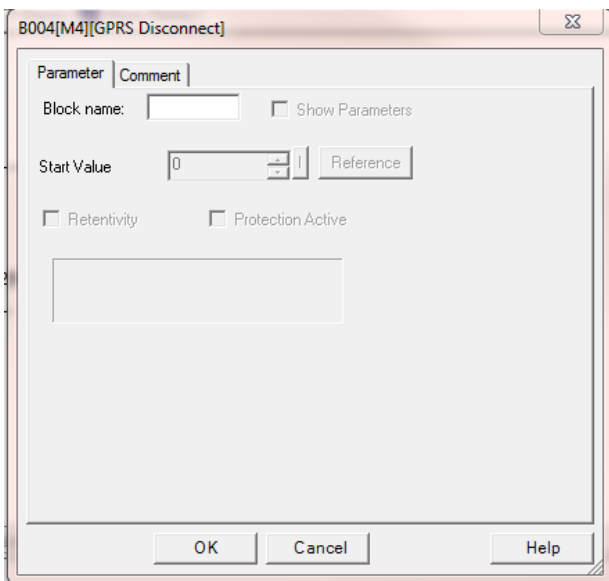 B004[M4][GPRS Disconnect]
Parameter Comment
Block name: Show Parameters
Start Value 0 Reference
Retentivity Protection Active
OK Cancel Help